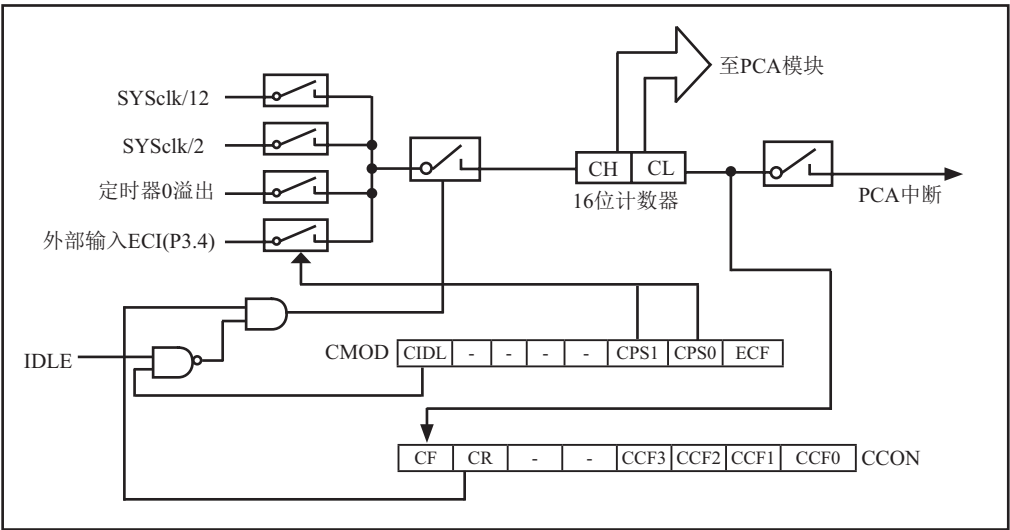 至PCA模块
SYSclk/12
SYSclk/2
定时器0溢出
外部输入ECI(P3.4)
CH CL
16位计数器
PCA中断
IDLE
CMOD CIDL - - - - CPS1 CPS0 ECF
CF CR - - CCF3 CCF2 CCF1 CCF0 CCON